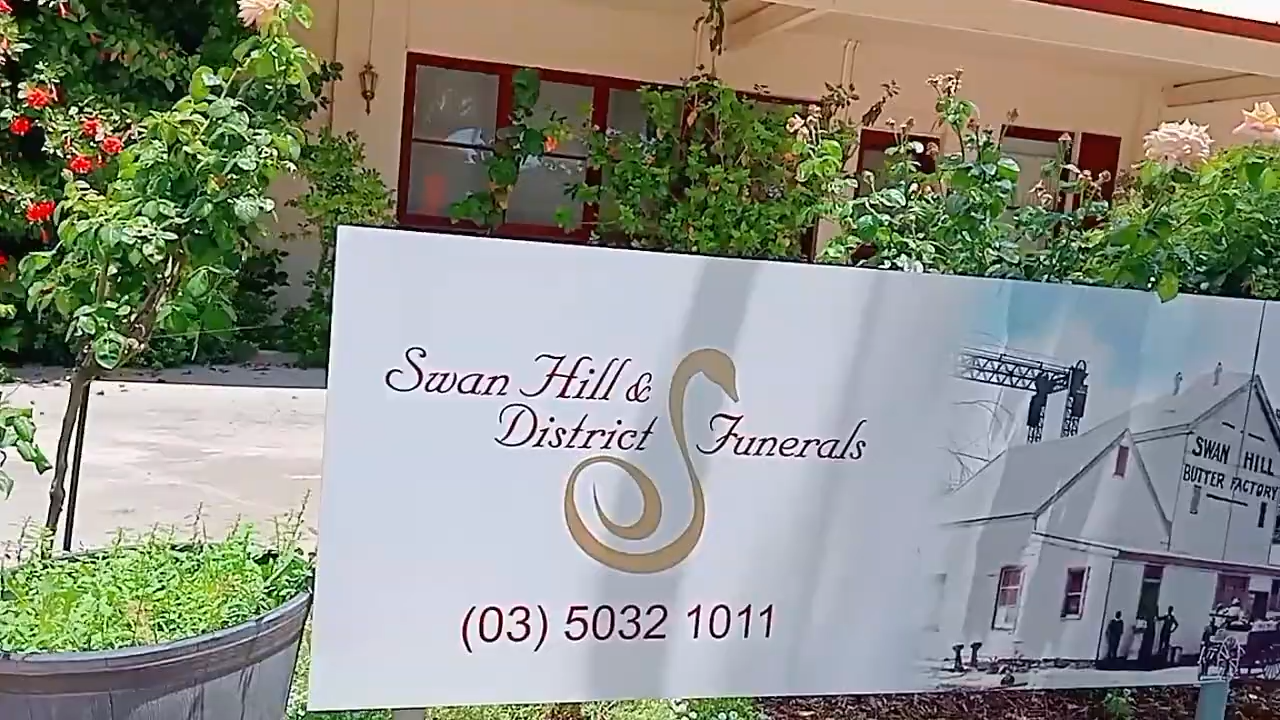 Swan Hill &
District Funerals
(03) 5032 1011
SWAN HILL
BUTTER FACTORY